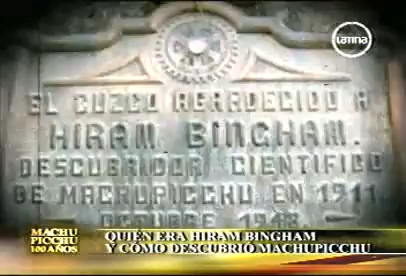 Latina
EL CUZCO AGRADECIDO A
HIRAM BINGHAM.
DESCUBRIDOR CIENTIFICO
DE MACHUPICCHU EN 1911
OCTUBRE 1948
MACHU
PICCHU
100 AÑOS
QUIÉN ERA HIRAM BINGHAM
Y CÓMO DESCUBRIÓ MACHUPICCHU